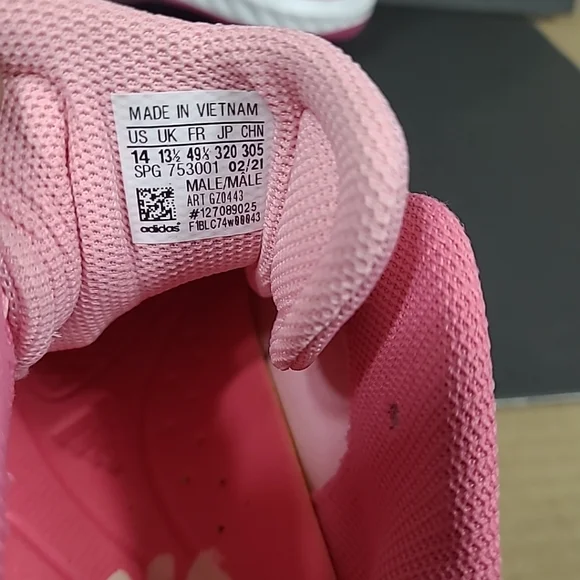 MADE IN VIETNAM
US UK FR JP CHN
14 13½ 49⅓ 320 305
SPG 753001 02/21
MALE/MÂLE
ART GZ0443
#127089025
adidas F1BLC74W00043